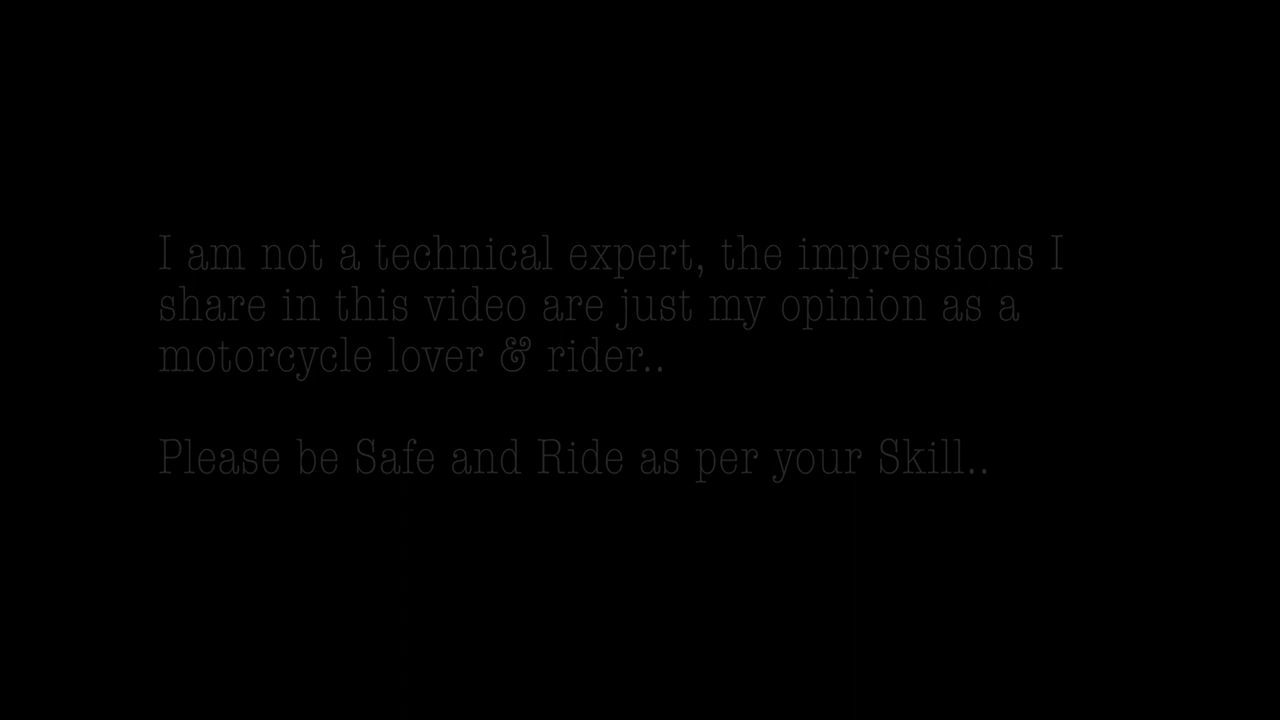 I am not a technical expert, the impressions I
share in this video are just my opinion as a
motorcycle lover & rider..
Please be Safe and Ride as per your Skill..